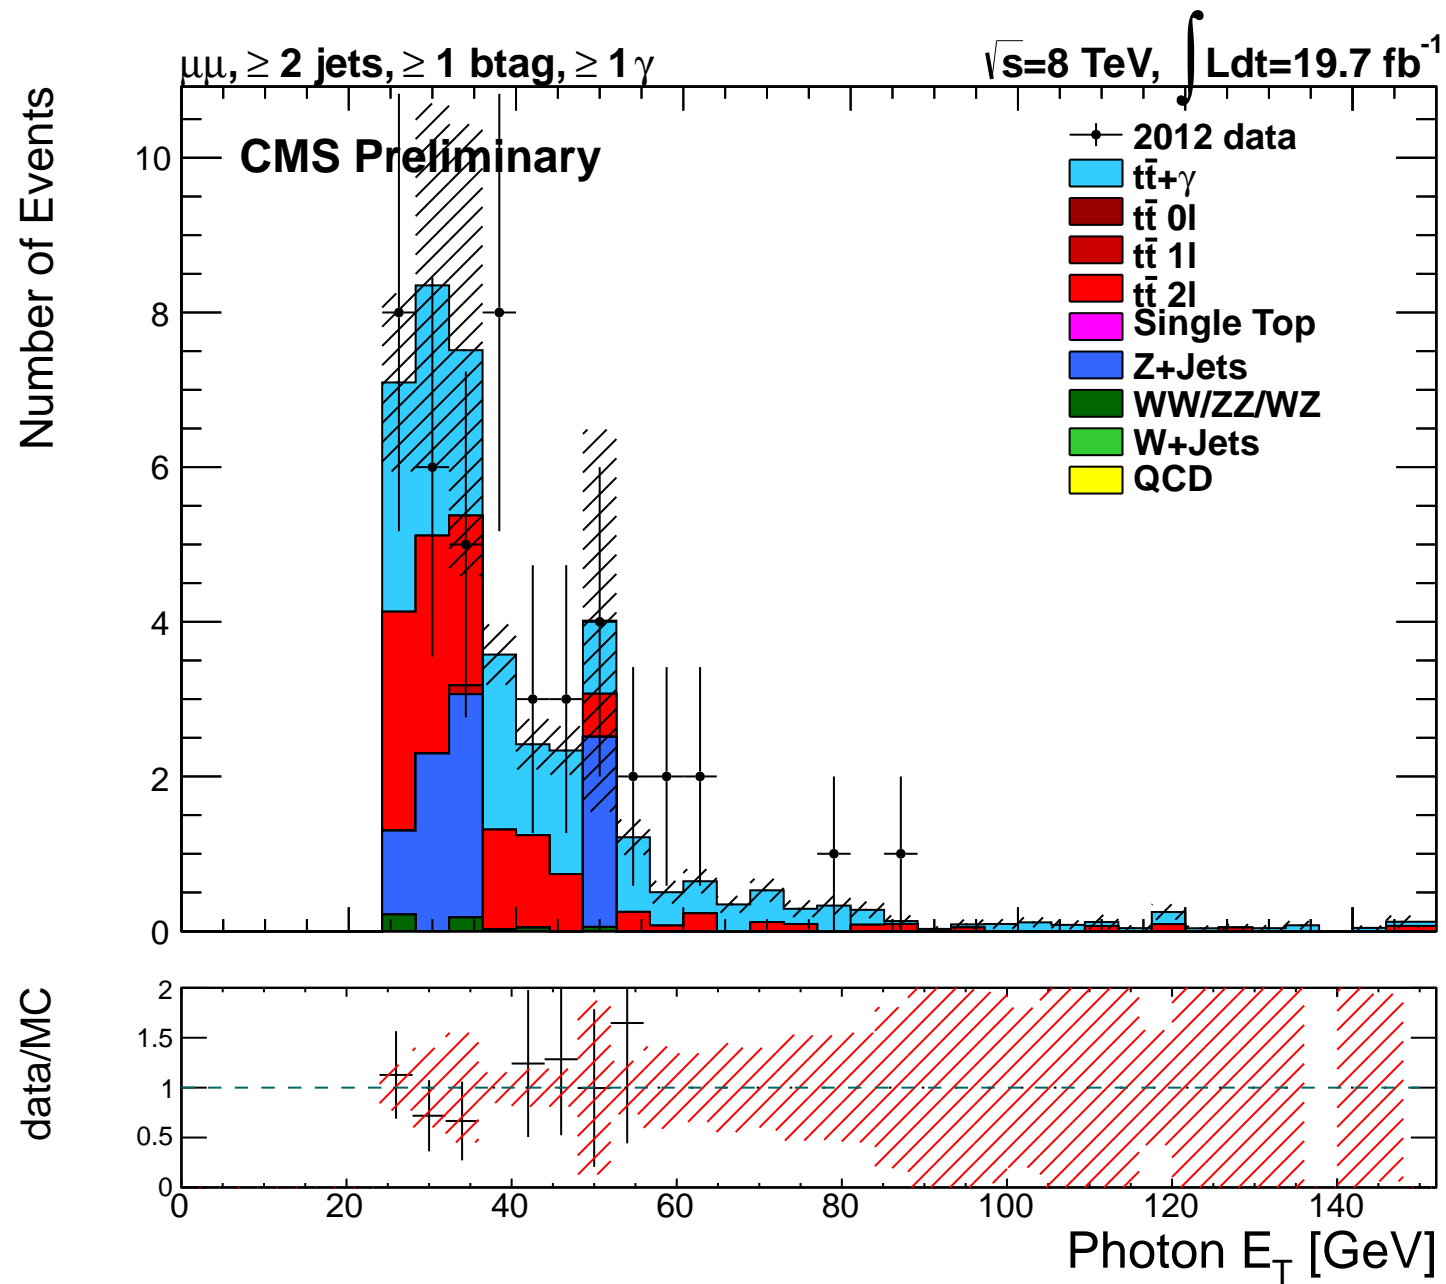 μμ, ≥ 2 jets, ≥ 1 btag, ≥ 1 γ
√s=8 TeV, ∫ Ldt=19.7 fb⁻¹
CMS Preliminary
2012 data
tt̄+γ
tt̄ 0l
tt̄ 1l
tt̄ 2l
Single Top
Z+Jets
WW/ZZ/WZ
W+Jets
QCD
Number of Events
10
8
6
4
2
0
data/MC
2
1.5
1
0.5
0
0 20 40 60 80 100 120 140
Photon E_T [GeV]